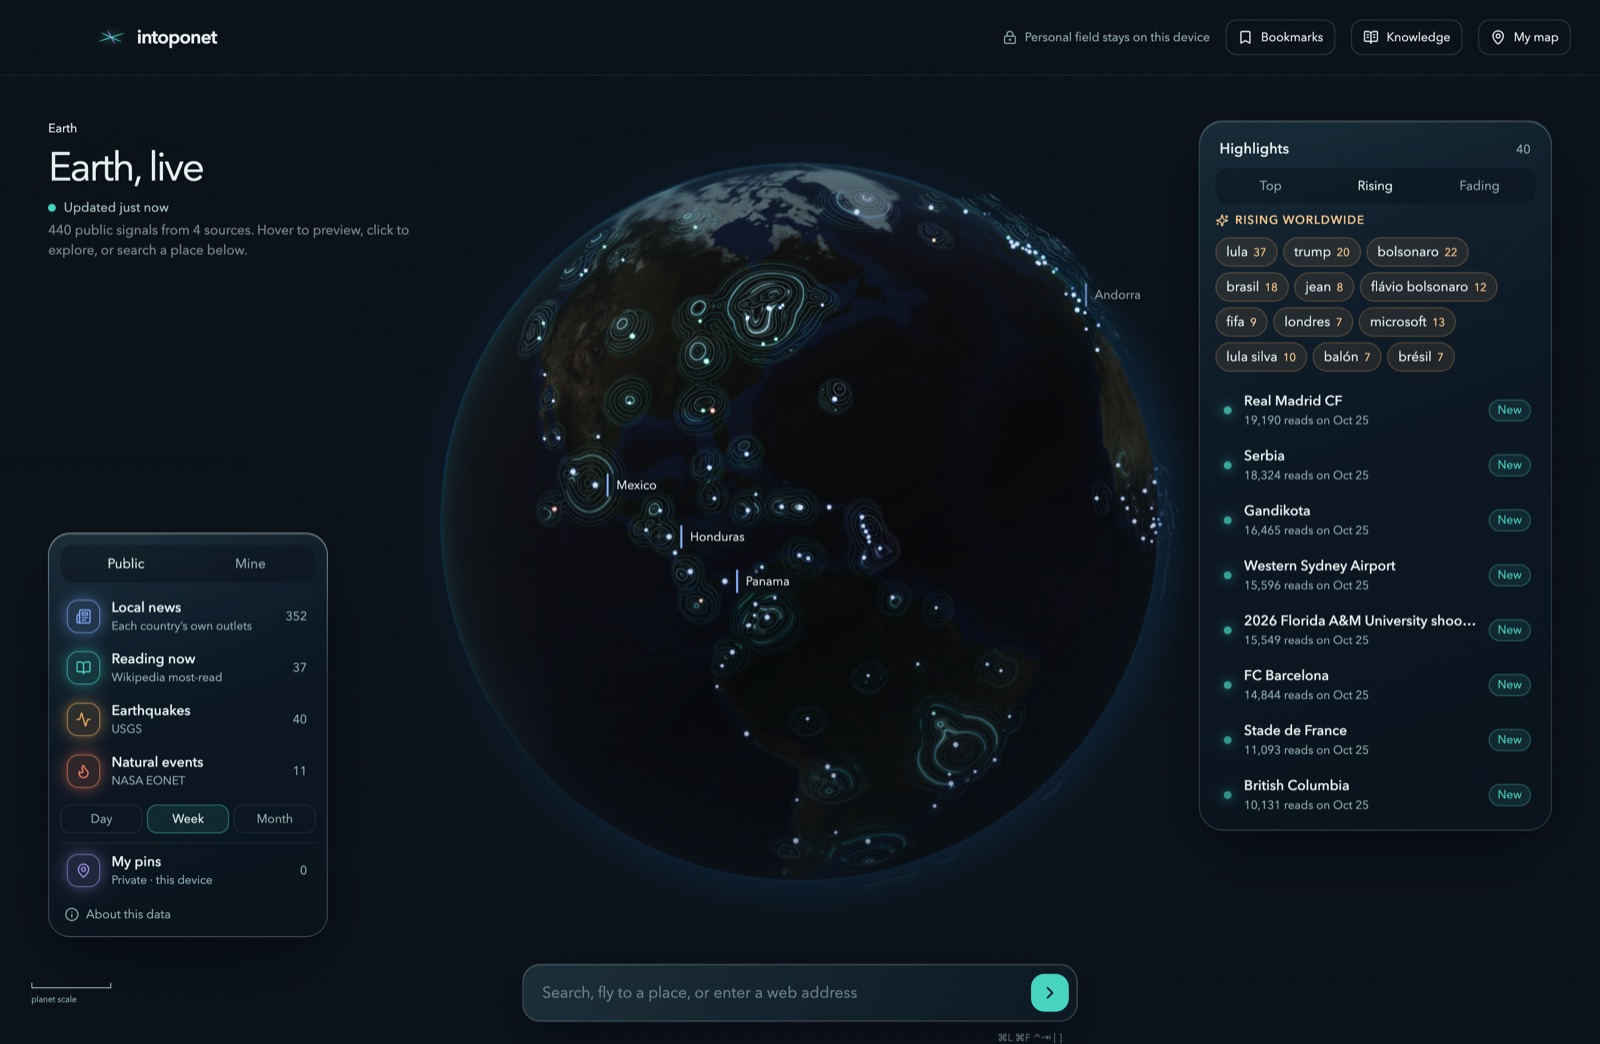 intoponet
Personal field stays on this device
Bookmarks
Knowledge
My map
Earth
Earth, live
Updated just now
440 public signals from 4 sources. Hover to preview, click to
explore, or search a place below.
Andorra
Mexico
Honduras
Panama
Highlights 40
Top Rising Fading
RISING WORLDWIDE
lula 37 trump 20 bolsonaro 22
brasil 18 jean 8 flávio bolsonaro 12
fifa 9 londres 7 microsoft 13
lula silva 10 balón 7 brésil 7
Real Madrid CF
19,190 reads on Oct 25
New
Serbia
18,324 reads on Oct 25
New
Gandikota
16,465 reads on Oct 25
New
Western Sydney Airport
15,596 reads on Oct 25
New
2026 Florida A&M University shoo...
15,549 reads on Oct 25
New
FC Barcelona
14,844 reads on Oct 25
New
Stade de France
11,093 reads on Oct 25
New
British Columbia
10,131 reads on Oct 25
New
Public Mine
Local news
Each country's own outlets
352
Reading now
Wikipedia most-read
37
Earthquakes
USGS
40
Natural events
NASA EONET
11
Day Week Month
My pins
Private · this device
0
About this data
planet scale
Search, fly to a place, or enter a web address
⌘L ⌘F